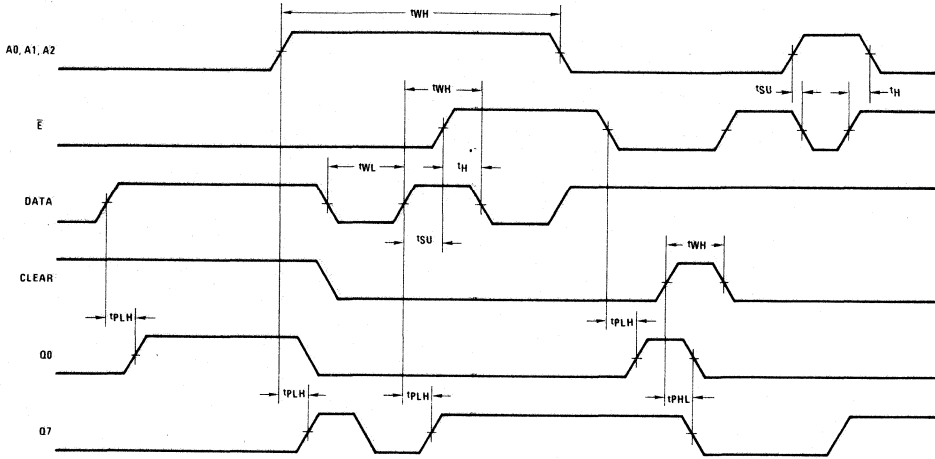 tWH
A0, A1, A2
tSU
tH
tWH
E̅
tWL
tH
DATA
tSU
tWH
CLEAR
tPLH
tPLH
Q0
tPLH
tPLH
tPHL
Q7